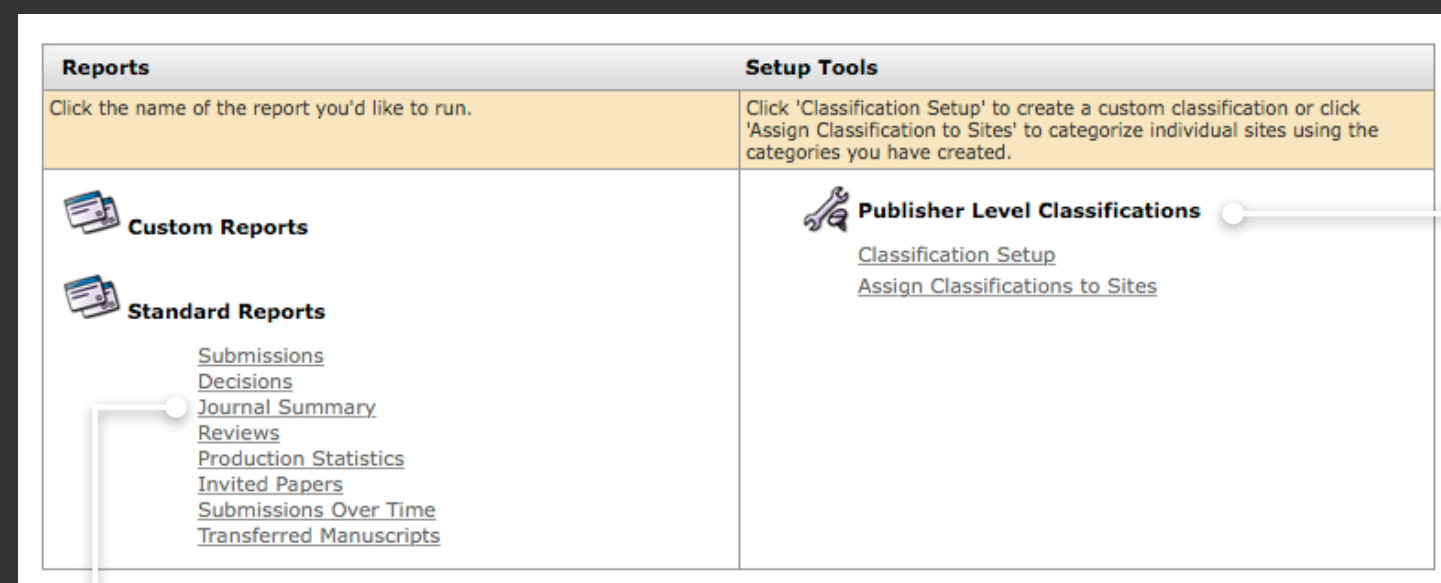 Reports
Setup Tools
Click the name of the report you'd like to run.
Click 'Classification Setup' to create a custom classification or click
'Assign Classification to Sites' to categorize individual sites using the
categories you have created.
Custom Reports
Standard Reports
Submissions
Decisions
Journal Summary
Reviews
Production Statistics
Invited Papers
Submissions Over Time
Transferred Manuscripts
Publisher Level Classifications
Classification Setup
Assign Classifications to Sites